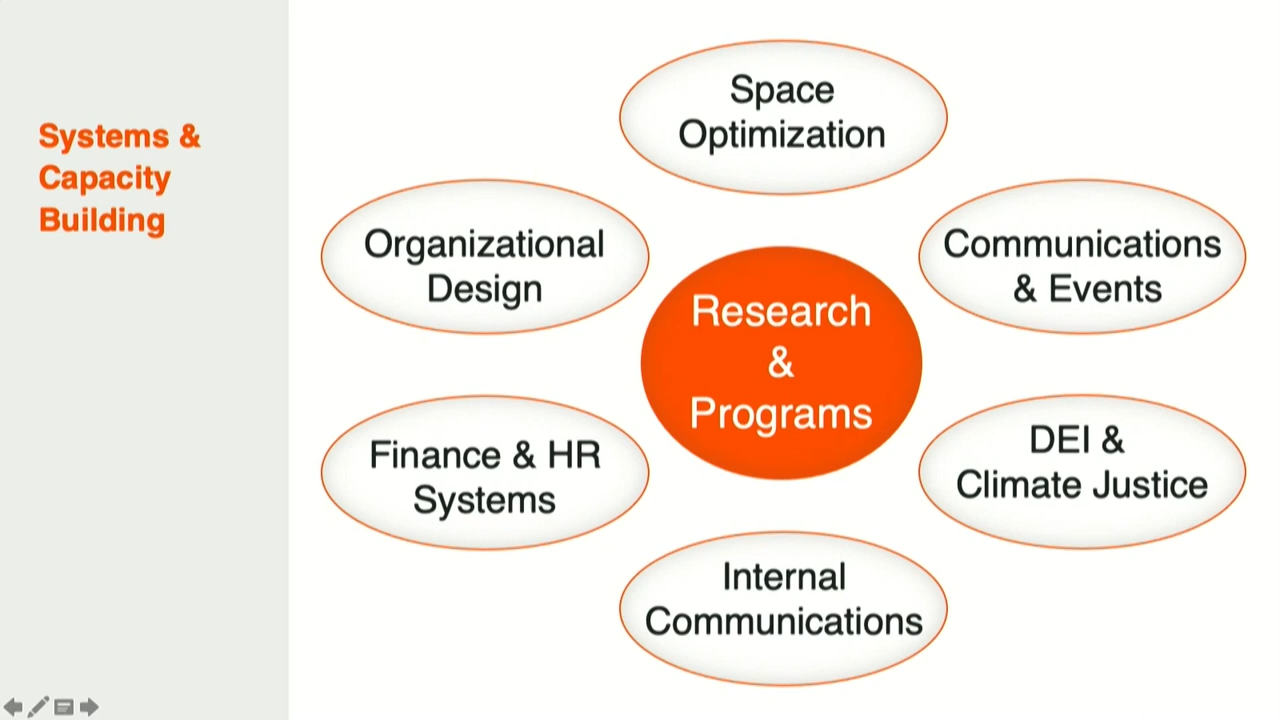 Systems &
Capacity
Building
Space
Optimization
Organizational
Design
Communications
& Events
Research
&
Programs
Finance & HR
Systems
DEI &
Climate Justice
Internal
Communications